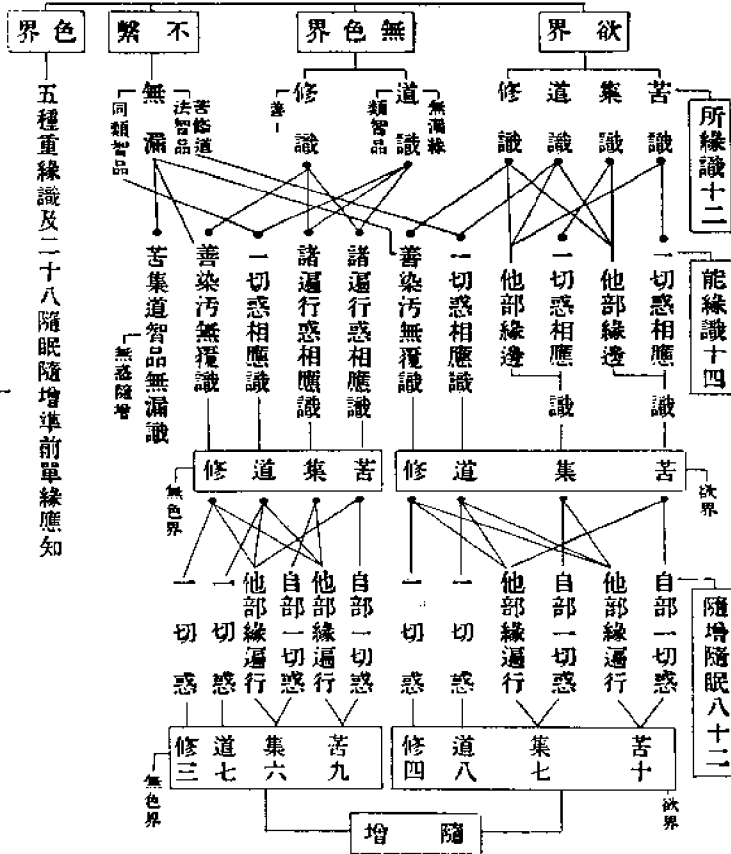 欲界
無色界
不繫
色界
所緣識十二
苦識
集識
道識
修識
無漏緣
道識
類智品
修識
善
苦修道
法智品
無漏
同類智品
五種重緣識及二十八隨眠隨增準前單緣應知
能緣識十四
一切惑相應識
他部緣邊
一切惑相應識
他部緣邊
一切惑相應識
善染汚無覆識
諸遍行惑相應識
諸遍行惑相應識
一切惑相應識
善染汚無覆識
苦集道智品無漏識
無惑隨增
欲界
苦
集
道
修
苦
集
道
修
無色界
隨增隨眠八十二
自部一切惑
他部緣遍行
自部一切惑
他部緣遍行
一切惑
一切惑
自部一切惑
他部緣遍行
自部一切惑
他部緣遍行
一切惑
一切惑
欲界
苦十
集七
道八
修四
苦九
集六
道七
修三
無色界
隨增